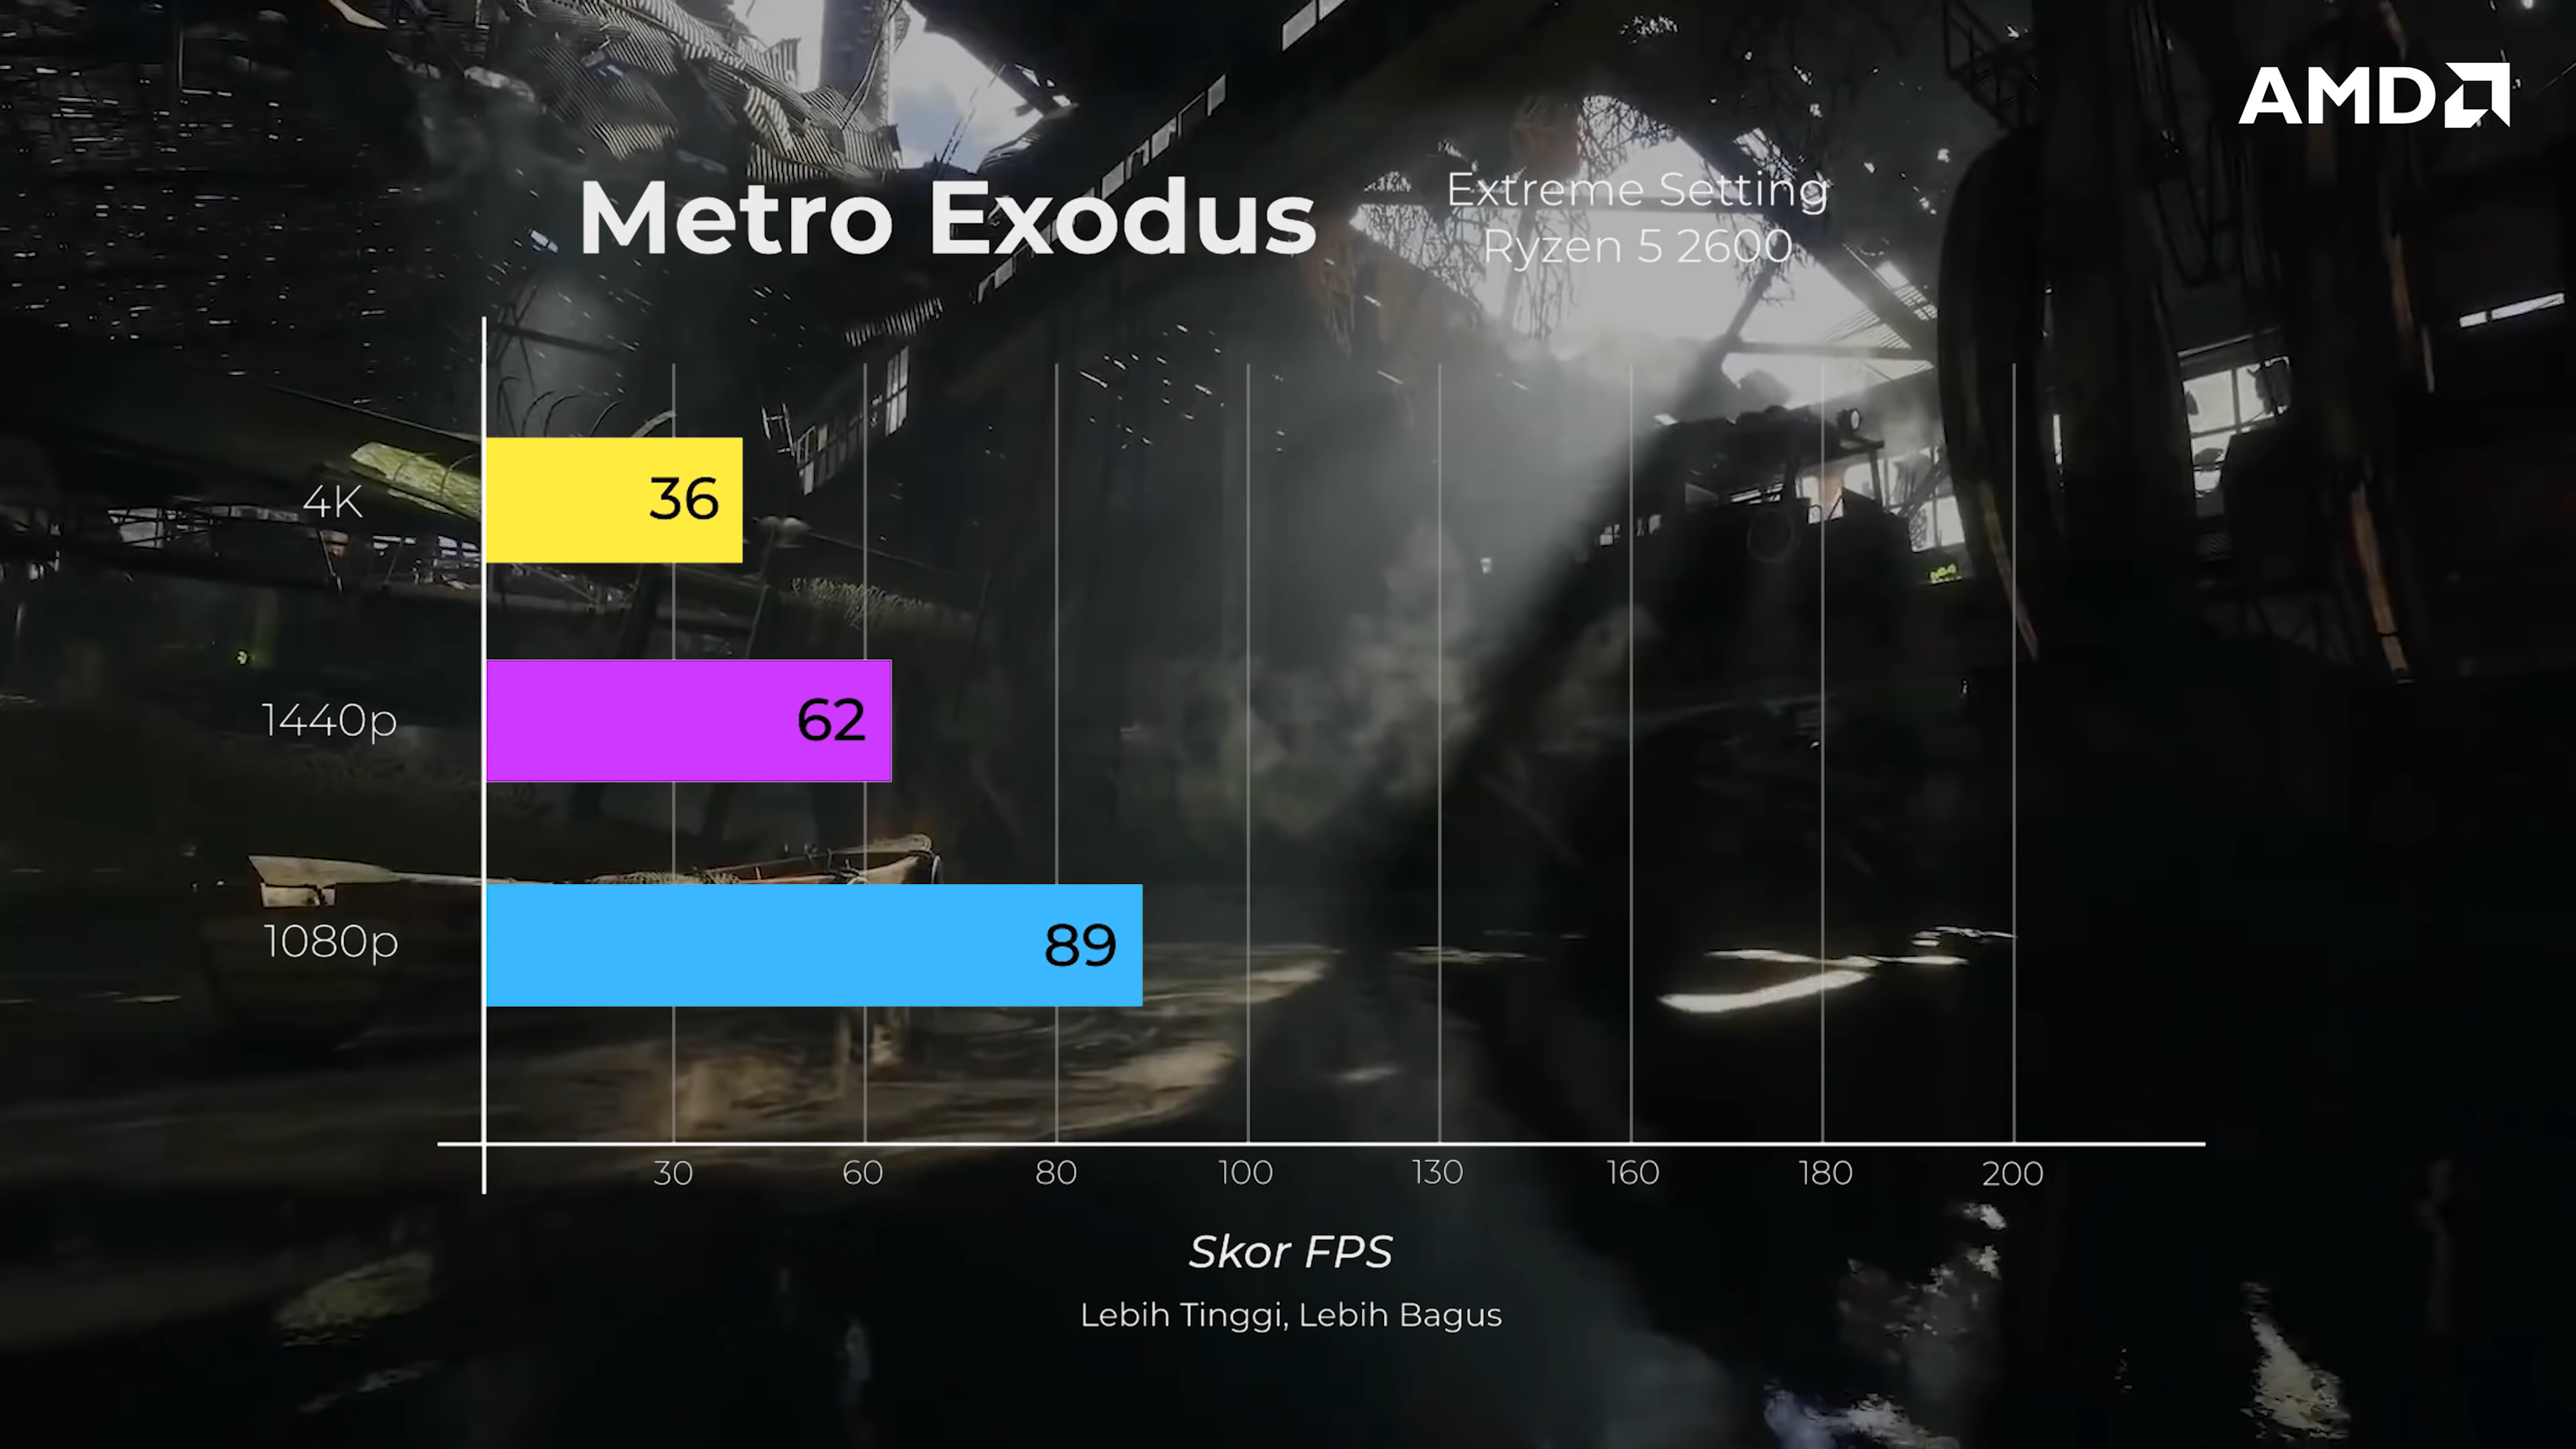 AMD
Metro Exodus
Extreme Setting
Ryzen 5 2600
4K
36
1440p
62
1080p
89
30 60 80 100 130 160 180 200
Skor FPS
Lebih Tinggi, Lebih Bagus